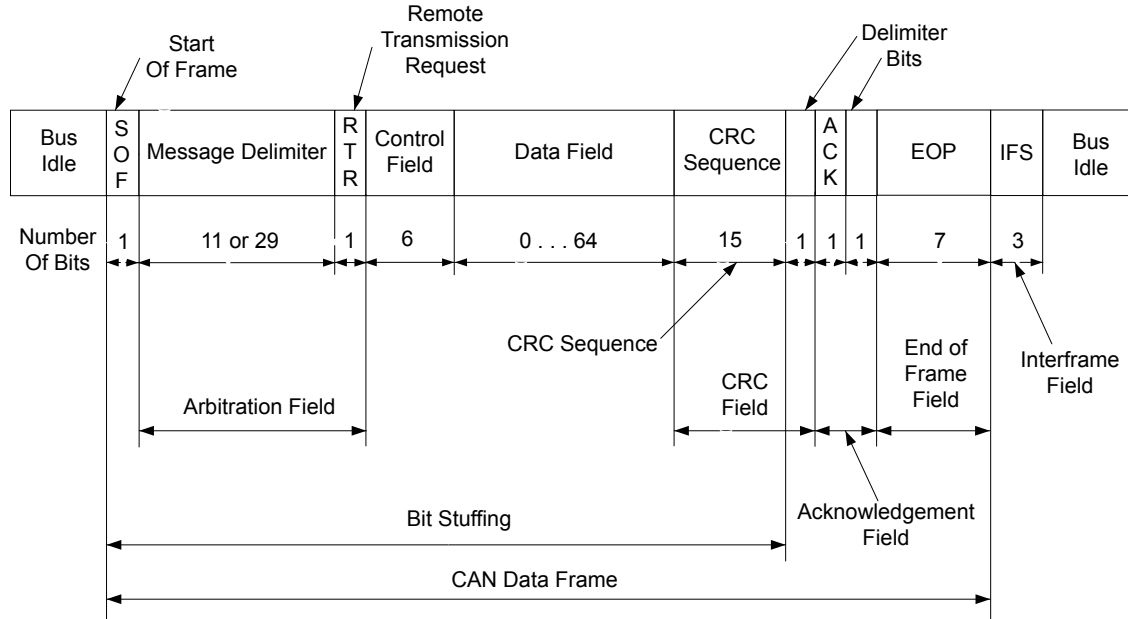 Start
Of Frame
Remote
Transmission
Request
Delimiter
Bits
Bus
Idle
S
O
F
Message Delimiter
R
T
R
Control
Field
Data Field
CRC
Sequence
A
C
K
EOP
IFS
Bus
Idle
Number
Of Bits
1
11 or 29
1
6
0 . . . 64
15
1
1
1
7
3
CRC Sequence
End of
Frame
Field
Interframe
Field
Arbitration Field
CRC
Field
Bit Stuffing
Acknowledgement
Field
CAN Data Frame